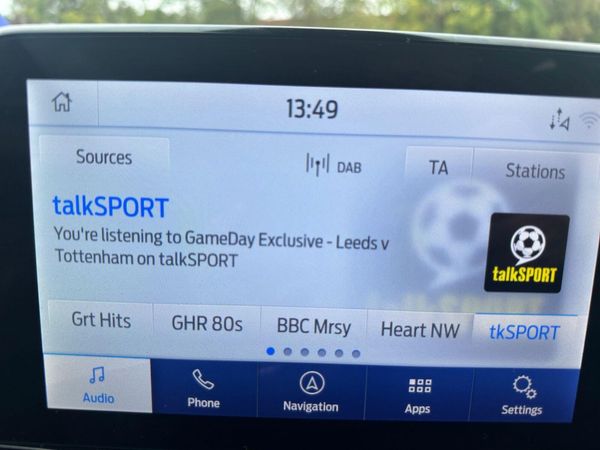 13:49
Sources
DAB
TA
Stations
talkSPORT
You're listening to GameDay Exclusive - Leeds v
Tottenham on talkSPORT
talkSPORT
Grt Hits
GHR 80s
BBC Mrsy
Heart NW
tkSPORT
Audio
Phone
Navigation
Apps
Settings